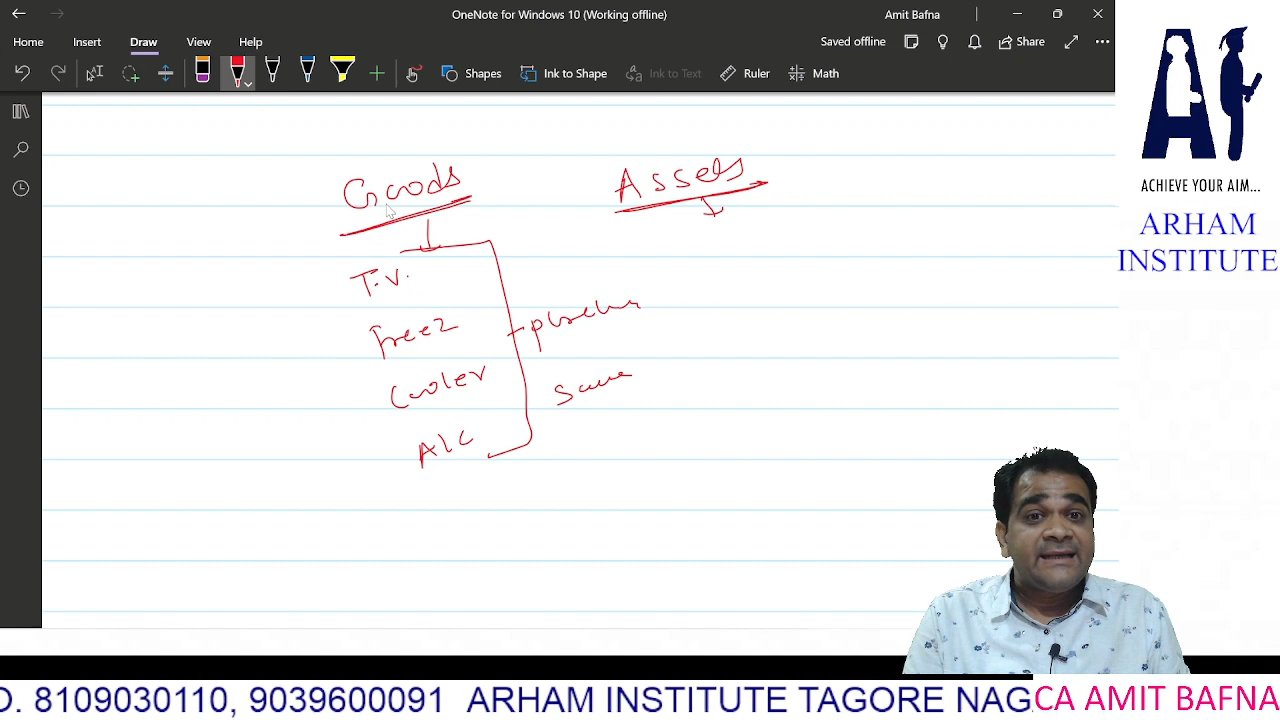 OneNote for Windows 10 (Working offline)
Amit Bafna
Home Insert Draw View Help
Saved offline
Share
Shapes
Ink to Shape
Ink to Text
Ruler
Math
Goods
Assets
T.V.
Freez
Cooler
A/c
ACHIEVE YOUR AIM...
ARHAM
INSTITUTE
O. 8109030110, 9039600091 ARHAM INSTITUTE TAGORE NAG
CA AMIT BAFNA